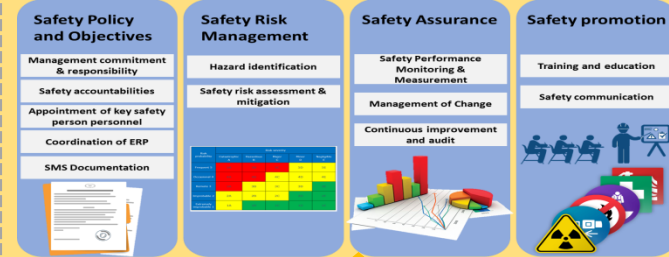 Safety Policy
and Objectives
Management commitment
& responsibility
Safety accountabilities
Appointment of key safety
person personnel
Coordination of ERP
SMS Documentation
Safety Risk
Management
Hazard identification
Safety risk assessment &
mitigation
Safety Assurance
Safety Performance
Monitoring &
Measurement
Management of Change
Continuous improvement
and audit
Safety promotion
Training and education
Safety communication